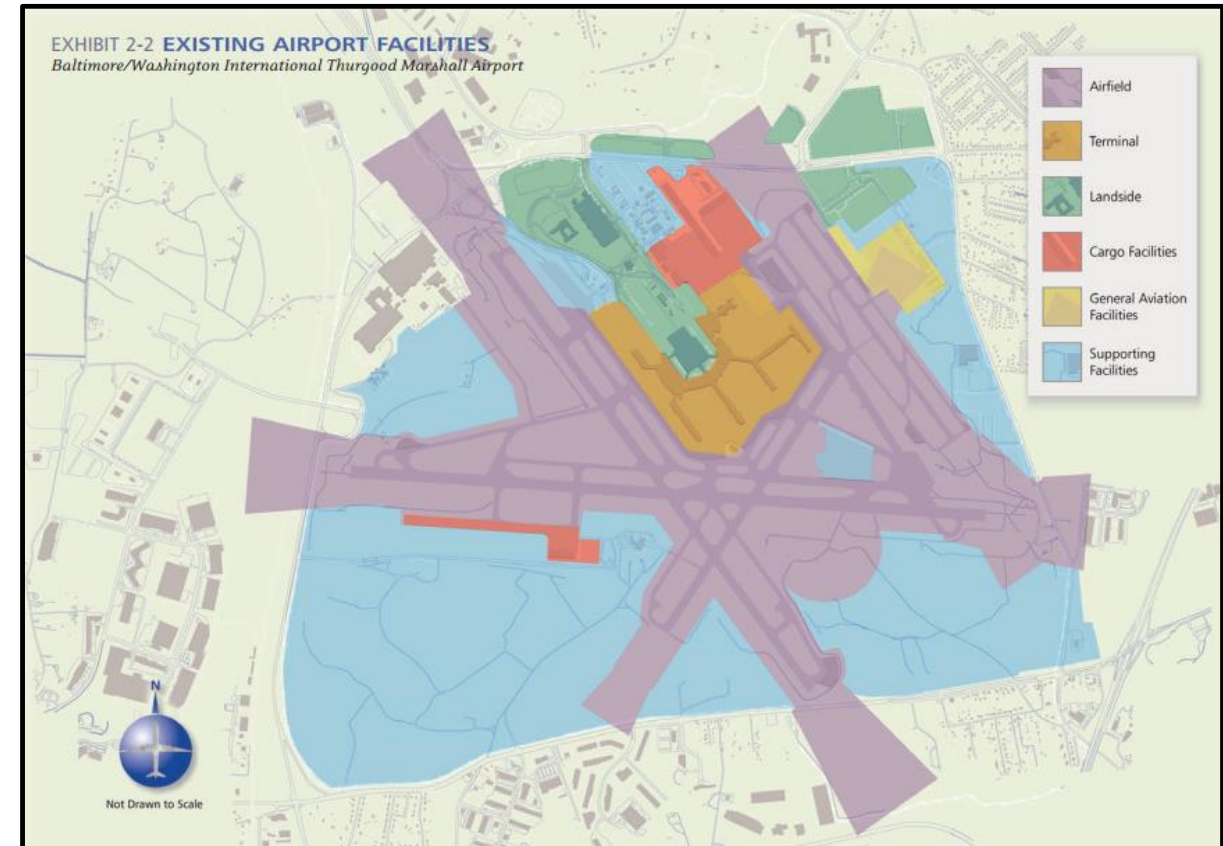 EXHIBIT 2-2 EXISTING AIRPORT FACILITIES
Baltimore/Washington International Thurgood Marshall Airport
Airfield
Terminal
Landside
Cargo Facilities
General Aviation
Facilities
Supporting
Facilities
N
Not Drawn to Scale